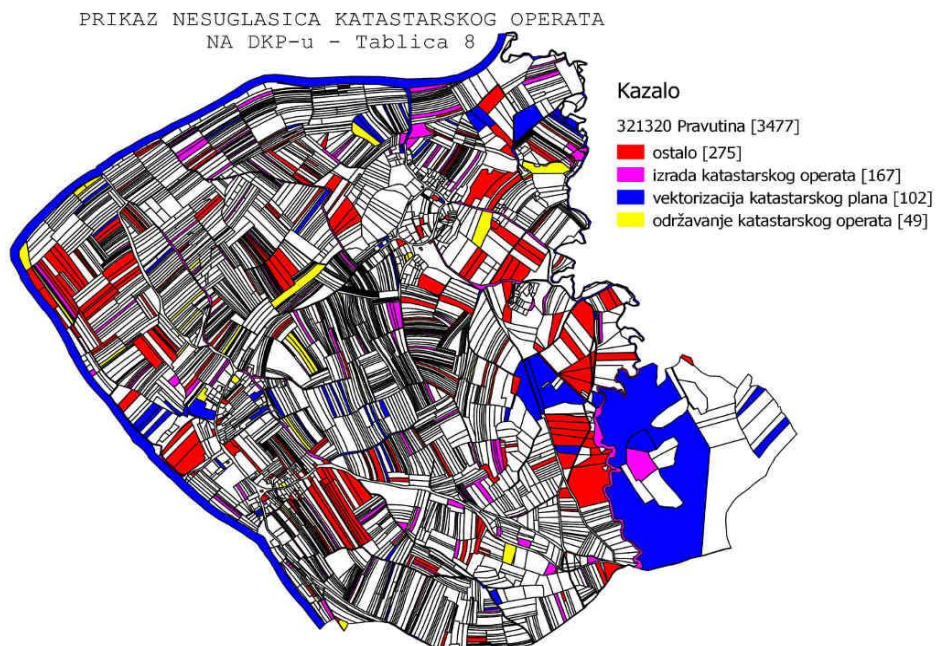 PRIKAZ NESUGLASICA KATASTARSKOG OPERATA
NA DKP-u - Tablica 8
Kazalo
321320 Pravutina [3477]
ostalo [275]
izrada katastarskog operata [167]
vektorizacija katastarskog plana [102]
održavanje katastarskog operata [49]